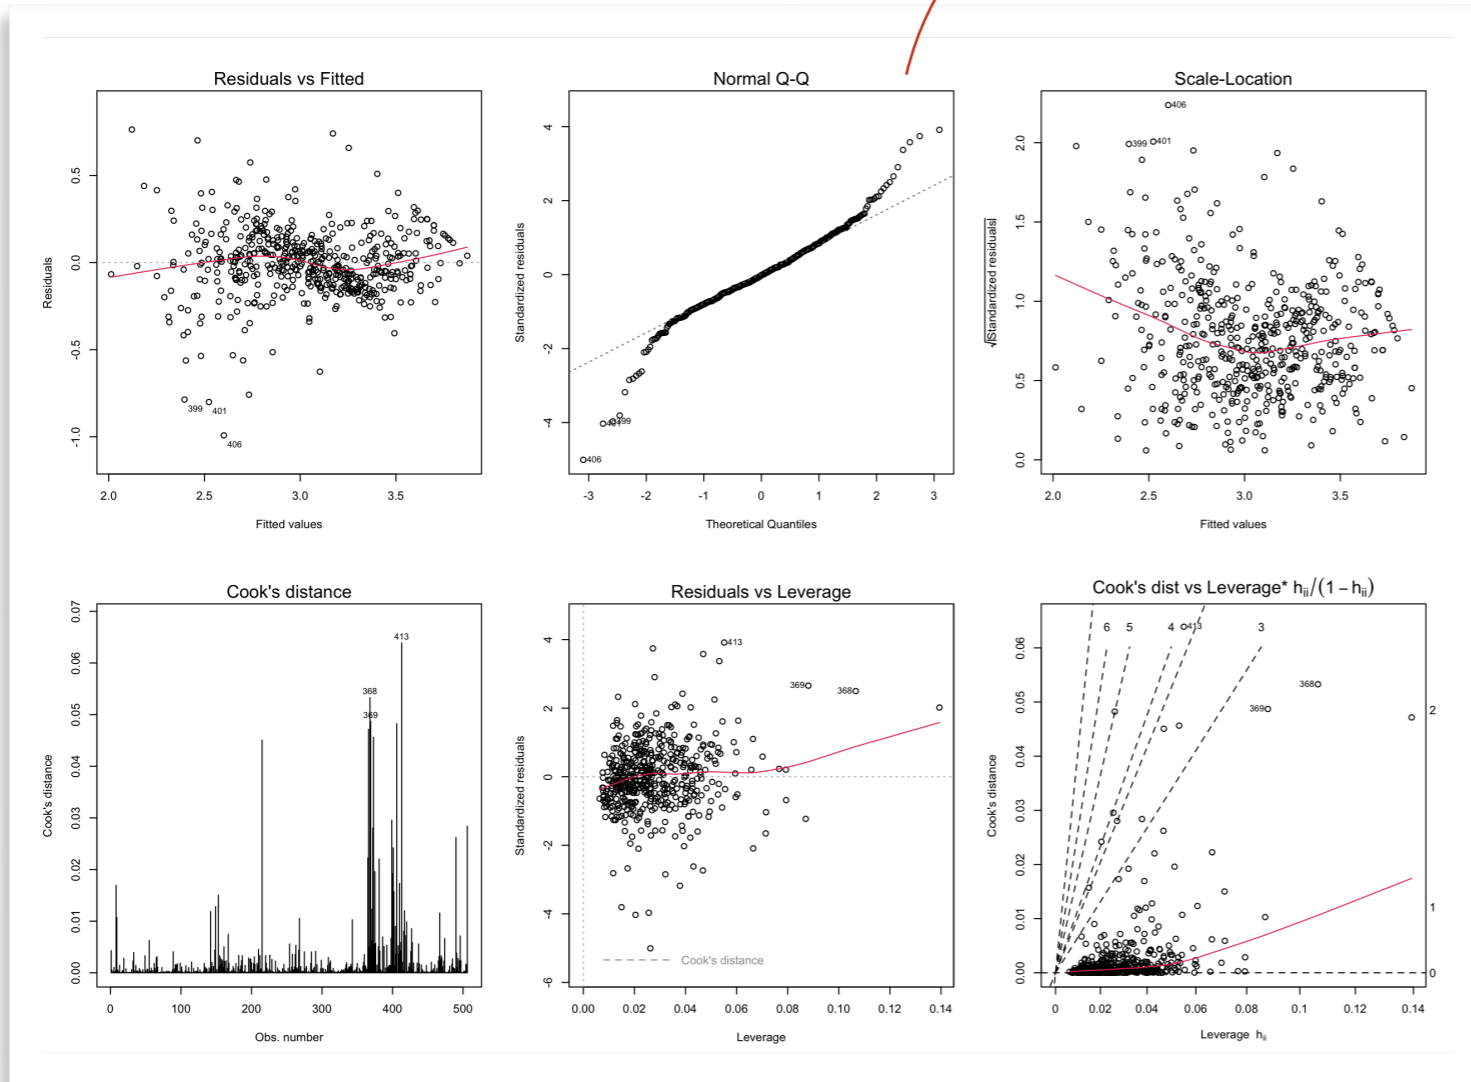 Residuals vs Fitted
Residuals
0.5
0.0
-0.5
-1.0
399
401
406
2.0 2.5 3.0 3.5
Fitted values
Normal Q-Q
Standardized residuals
4
2
0
-2
-4
399
406
-3 -2 -1 0 1 2 3
Theoretical Quantiles
Scale-Location
√|Standardized residuals|
2.0
1.5
1.0
0.5
0.0
406
399
401
2.0 2.5 3.0 3.5
Fitted values
Cook's distance
Cook's distance
0.07
0.06
0.05
0.04
0.03
0.02
0.01
0.00
413
368
369
0 100 200 300 400 500
Obs. number
Residuals vs Leverage
Standardized residuals
4
2
0
-2
-4
-6
413
369
368
Cook's distance
0.00 0.02 0.04 0.06 0.08 0.10 0.12 0.14
Leverage
Cook's dist vs Leverage* hii/(1 − hii)
Cook's distance
0.06
0.05
0.04
0.03
0.02
0.01
0.00
6 5 4 413 3
368
369
2
1
0
0 0.02 0.04 0.06 0.08 0.1 0.12 0.14
Leverage hii